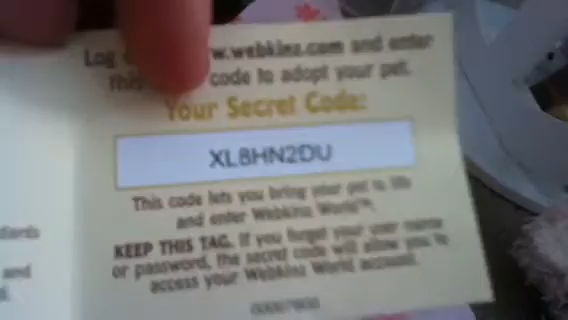 Log w.webkinz.com and enter
this code to adopt your pet.
Your Secret Code:
XL8HN2DU
This code lets you bring your pet to life
and enter Webkinz World™.
KEEP THIS TAG. If you forget your user name
or password, the secret code will allow you to
access your Webkinz World account.
and